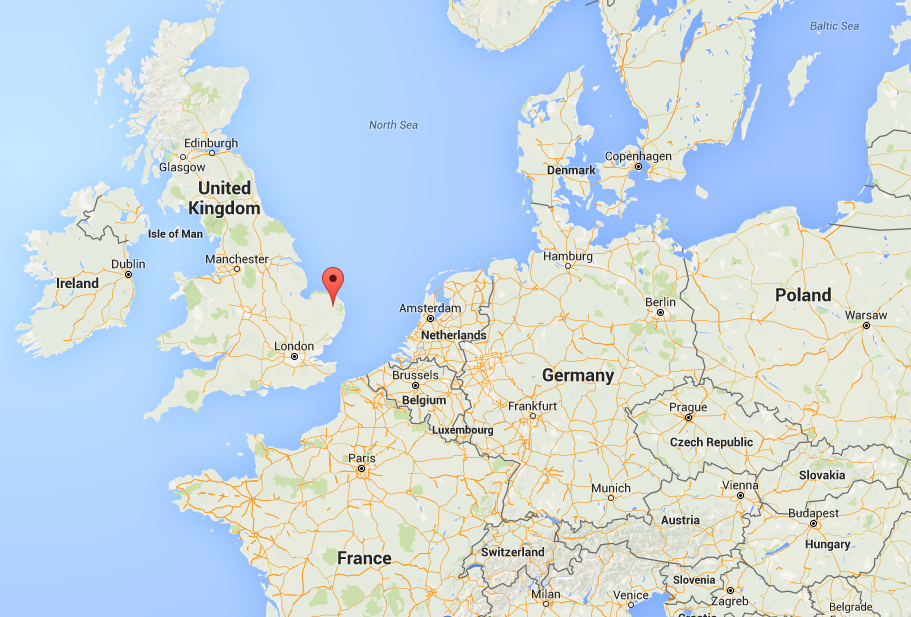 Baltic Sea
North Sea
Edinburgh
Glasgow
Copenhagen
Denmark
United
Kingdom
Isle of Man
Manchester
Dublin
Ireland
Hamburg
Amsterdam
Berlin
Poland
Warsaw
Netherlands
London
Brussels
Belgium
Germany
Frankfurt
Prague
Luxembourg
Czech Republic
Paris
Slovakia
Munich
Vienna
Budapest
Austria
Hungary
France
Switzerland
Slovenia
Milan
Venice
Zagreb
Belgrade
Croatia